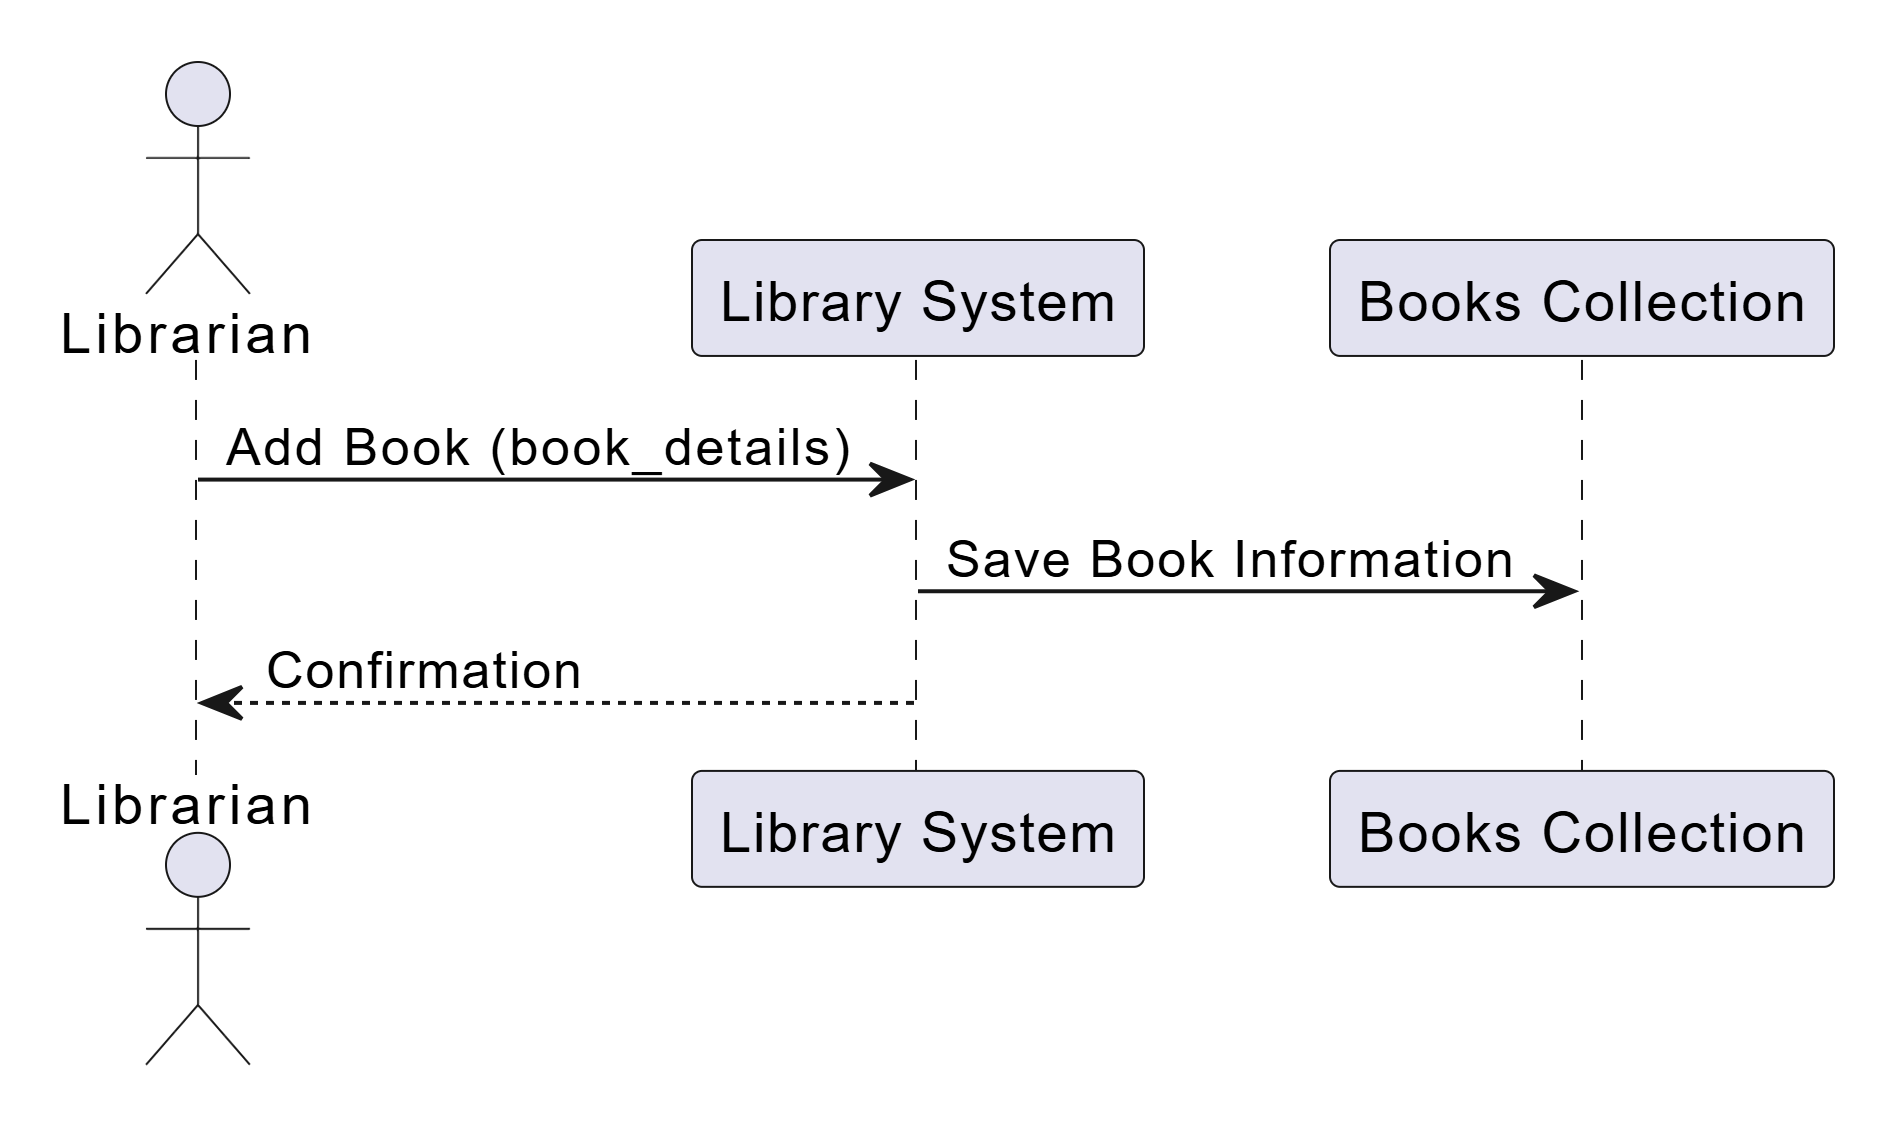 Librarian
Library System
Books Collection
Add Book (book_details)
Save Book Information
Confirmation
Librarian
Library System
Books Collection